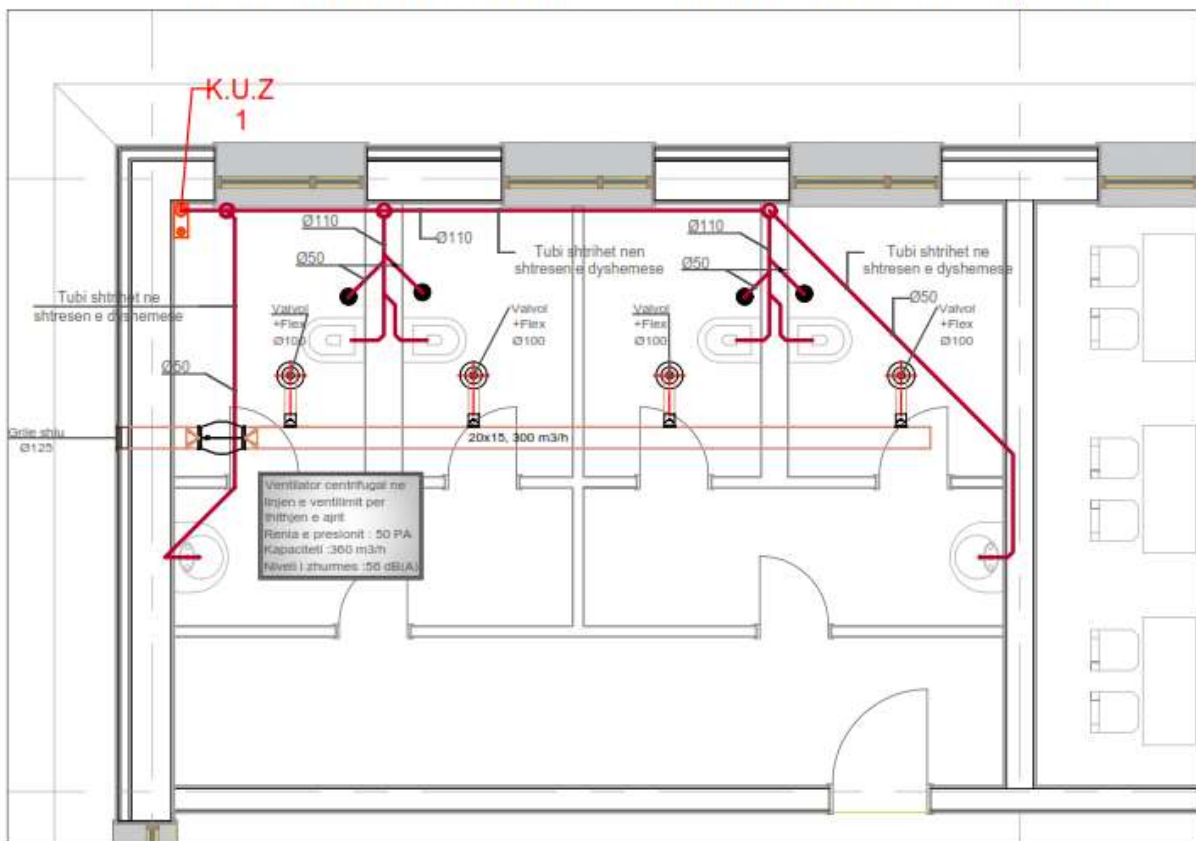 K.U.Z
1
Ø110
Ø110
Ø110
Ø50
Ø50
Tubi shtrihet nen
shtresen e dyshemese
Tubi shtrihet ne
shtresen e dyshemese
Tubi shtrihet ne
shtresen e dyshemese
Ø50
Valvol
+Flex
Ø100
Valvol
+Flex
Ø100
Valvol
+Flex
Ø100
Valvol
+Flex
Ø100
Ø50
Grile shiu
Ø125
20x15, 300 m3/h
Ventilator centrifugal ne
linjen e ventilimit per
thithjen e ajrit
Renia e presionit : 50 PA
Kapaciteti :360 m3/h
Niveli i zhurmes :56 dB(A)